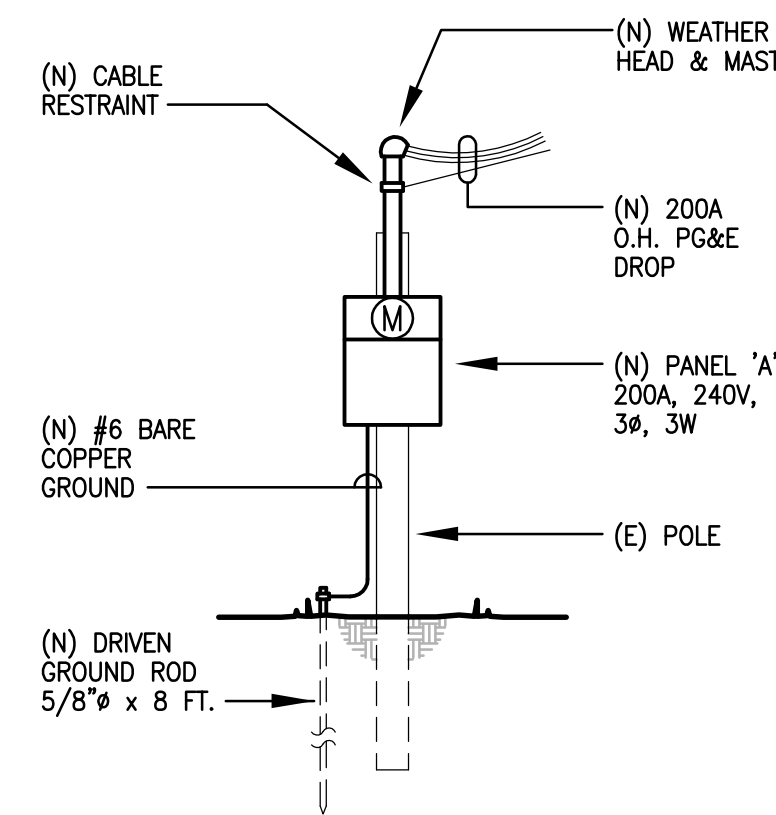 (N) WEATHER
HEAD & MAST
(N) CABLE
RESTRAINT
(N) 200A
O.H. PG&E
DROP
M
(N) PANEL 'A'
200A, 240V,
3ø, 3W
(N) #6 BARE
COPPER
GROUND
(E) POLE
(N) DRIVEN
GROUND ROD
5/8"ø x 8 FT.